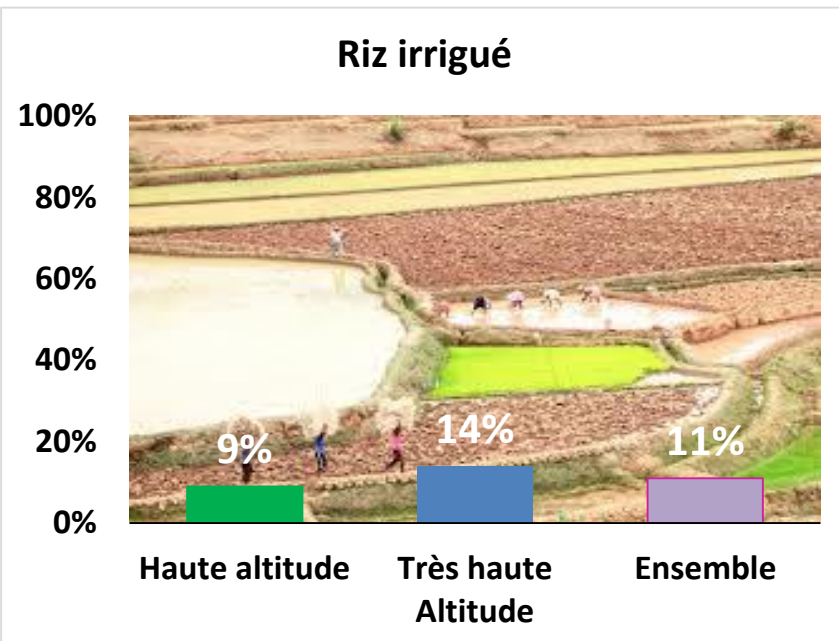 Riz irrigué
100%
80%
60%
40%
20%
0%
9%
14%
11%
Haute altitude
Très haute
Altitude
Ensemble